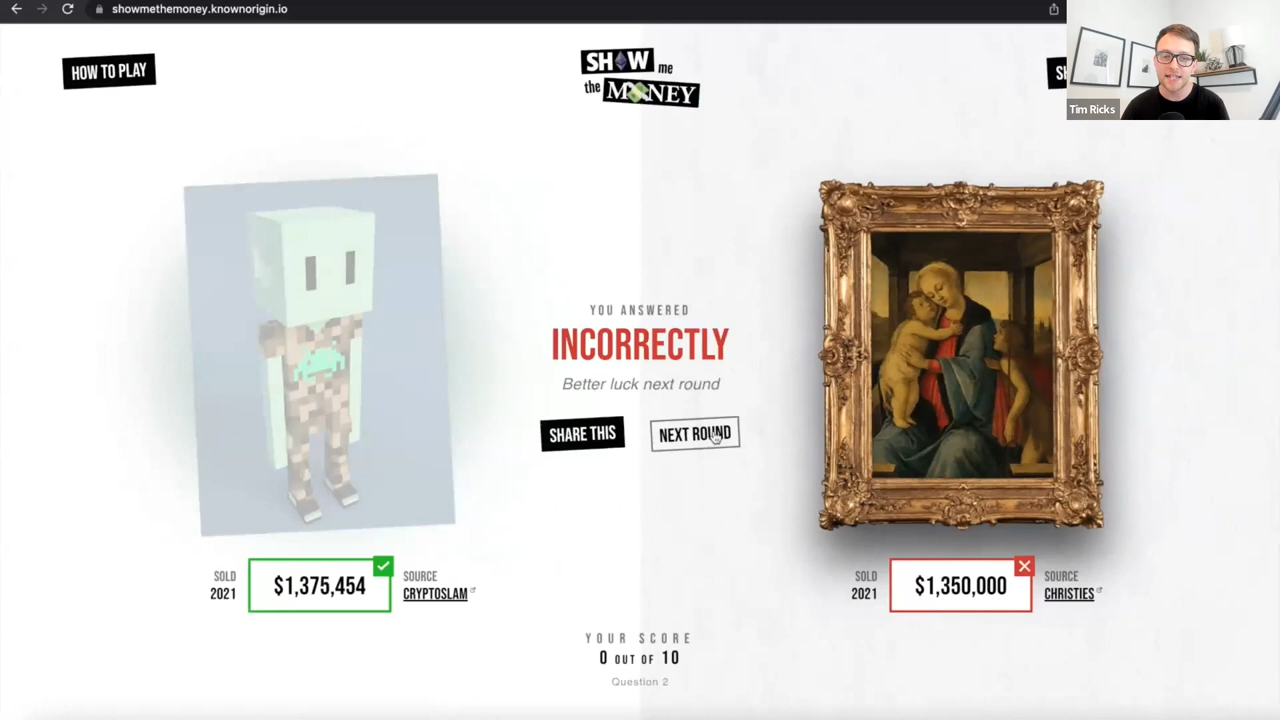 showmethemoney.knownorigin.io
HOW TO PLAY
SHOW me
the MONEY
Tim Ricks
YOU ANSWERED
INCORRECTLY
Better luck next round
SHARE THIS
NEXT ROUND
SOLD
2021
$1,375,454
SOURCE
CRYPTOSLAM
SOLD
2021
$1,350,000
SOURCE
CHRISTIES
YOUR SCORE
0 OUT OF 10
Question 2